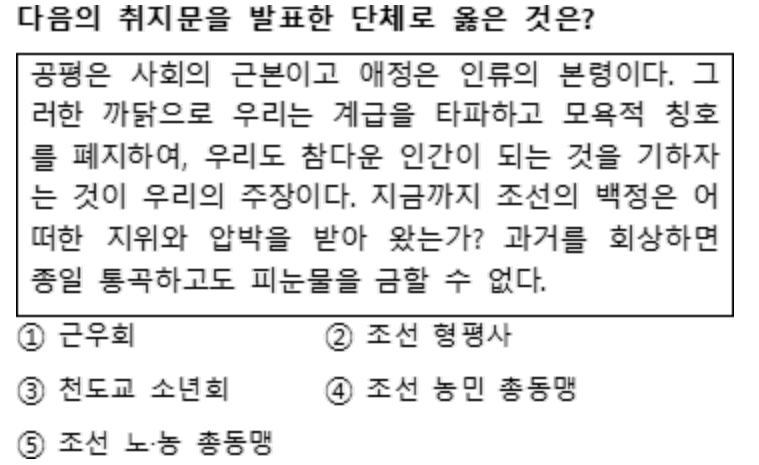 다음의 취지문을 발표한 단체로 옳은 것은?
공평은 사회의 근본이고 애정은 인류의 본령이다. 그
러한 까닭으로 우리는 계급을 타파하고 모욕적 칭호
를 폐지하여, 우리도 참다운 인간이 되는 것을 기하자
는 것이 우리의 주장이다. 지금까지 조선의 백정은 어
떠한 지위와 압박을 받아 왔는가? 과거를 회상하면
종일 통곡하고도 피눈물을 금할 수 없다.
① 근우회 ② 조선 형평사
③ 천도교 소년회 ④ 조선 농민 총동맹
⑤ 조선 노·농 총동맹